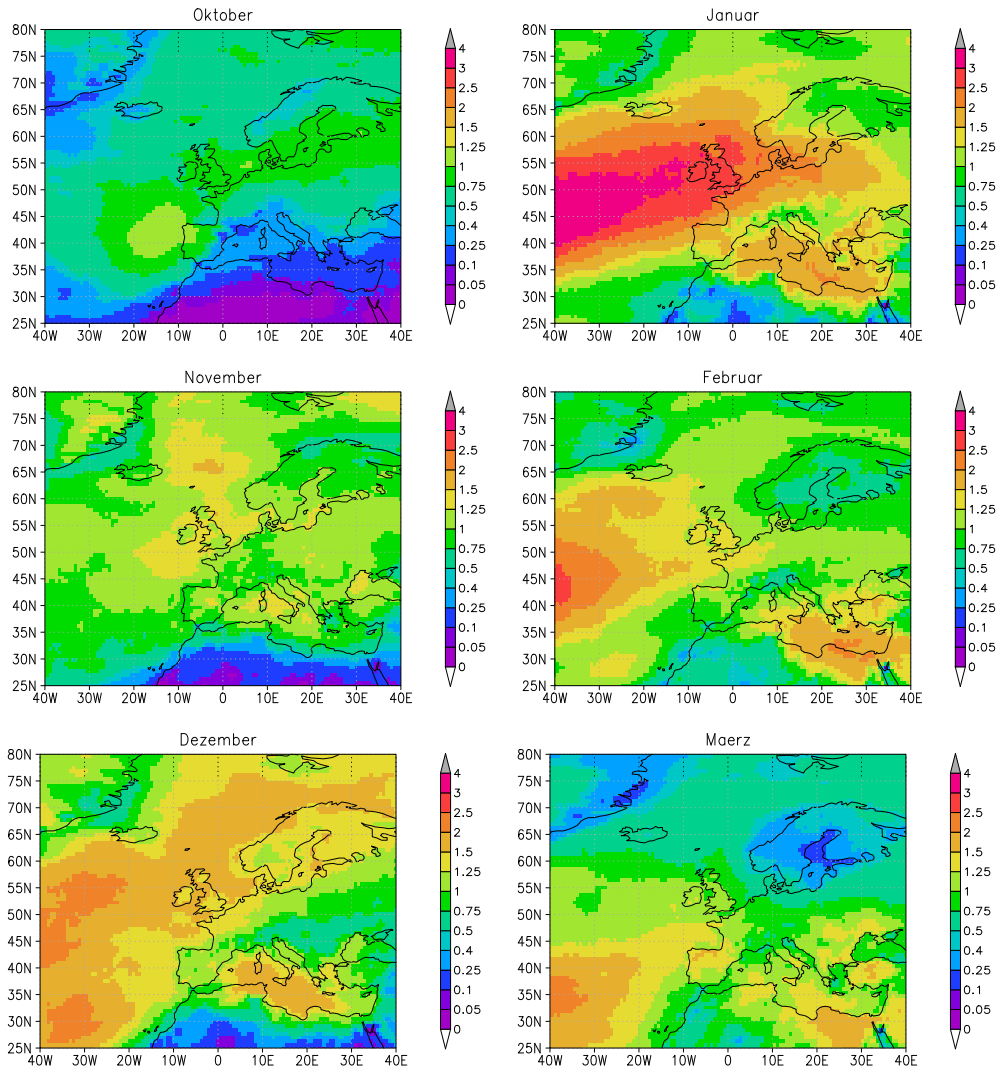 Oktober
80N
75N
70N
65N
60N
55N
50N
45N
40N
35N
30N
25N
40W 30W 20W 10W 0 10E 20E 30E 40E
4
3
2.5
2
1.5
1.25
1
0.75
0.5
0.4
0.25
0.1
0.05
0
Januar
80N
75N
70N
65N
60N
55N
50N
45N
40N
35N
30N
25N
40W 30W 20W 10W 0 10E 20E 30E 40E
4
3
2.5
2
1.5
1.25
1
0.75
0.5
0.4
0.25
0.1
0.05
0
November
80N
75N
70N
65N
60N
55N
50N
45N
40N
35N
30N
25N
40W 30W 20W 10W 0 10E 20E 30E 40E
4
3
2.5
2
1.5
1.25
1
0.75
0.5
0.4
0.25
0.1
0.05
0
Februar
80N
75N
70N
65N
60N
55N
50N
45N
40N
35N
30N
25N
40W 30W 20W 10W 0 10E 20E 30E 40E
4
3
2.5
2
1.5
1.25
1
0.75
0.5
0.4
0.25
0.1
0.05
0
Dezember
80N
75N
70N
65N
60N
55N
50N
45N
40N
35N
30N
25N
40W 30W 20W 10W 0 10E 20E 30E 40E
4
3
2.5
2
1.5
1.25
1
0.75
0.5
0.4
0.25
0.1
0.05
0
Maerz
80N
75N
70N
65N
60N
55N
50N
45N
40N
35N
30N
25N
40W 30W 20W 10W 0 10E 20E 30E 40E
4
3
2.5
2
1.5
1.25
1
0.75
0.5
0.4
0.25
0.1
0.05
0